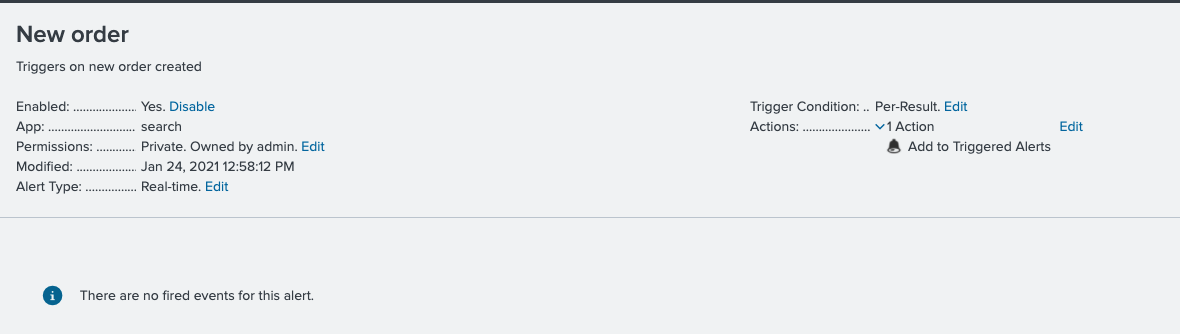 New order
Triggers on new order created
Enabled: ................... Yes. Disable
App: .......................... search
Permissions: ............ Private. Owned by admin. Edit
Modified: .................. Jan 24, 2021 12:58:12 PM
Alert Type: ................ Real-time. Edit
Trigger Condition: .. Per-Result. Edit
Actions: .................... 1 Action Edit
Add to Triggered Alerts
There are no fired events for this alert.